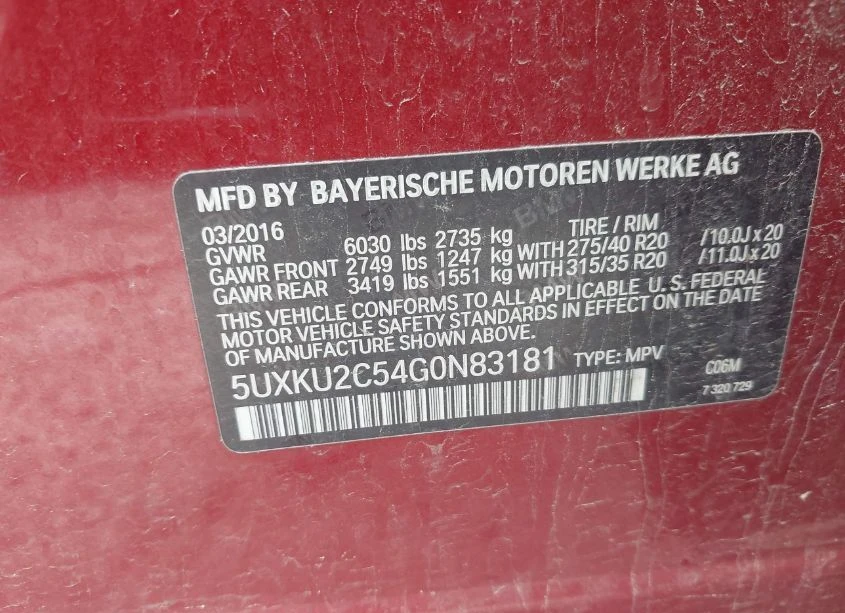 MFD BY BAYERISCHE MOTOREN WERKE AG
03/2016 TIRE / RIM
GVWR 6030 lbs 2735 kg
GAWR FRONT 2749 lbs 1247 kg WITH 275/40 R20 /10.0J x 20
GAWR REAR 3419 lbs 1551 kg WITH 315/35 R20 /11.0J x 20
THIS VEHICLE CONFORMS TO ALL APPLICABLE U. S. FEDERAL
MOTOR VEHICLE SAFETY STANDARDS IN EFFECT ON THE DATE
OF MANUFACTURE SHOWN ABOVE.
5UXKU2C54G0N83181 TYPE: MPV C06M
7 320 729